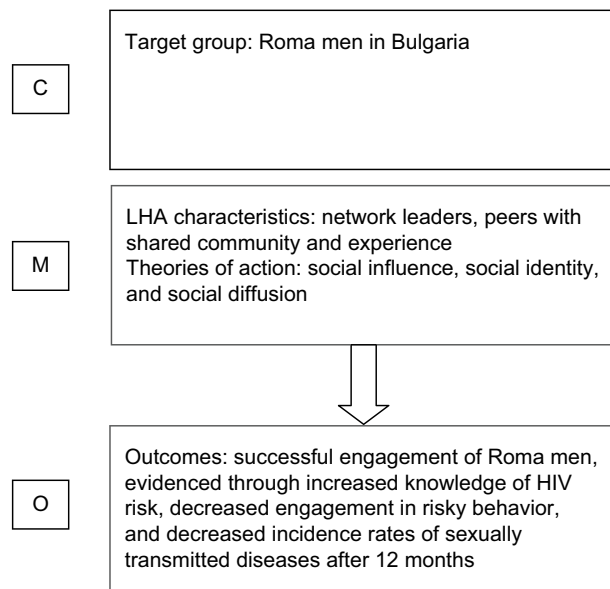 C
Target group: Roma men in Bulgaria
M
LHA characteristics: network leaders, peers with
shared community and experience
Theories of action: social influence, social identity,
and social diffusion
O
Outcomes: successful engagement of Roma men,
evidenced through increased knowledge of HIV
risk, decreased engagement in risky behavior,
and decreased incidence rates of sexually
transmitted diseases after 12 months